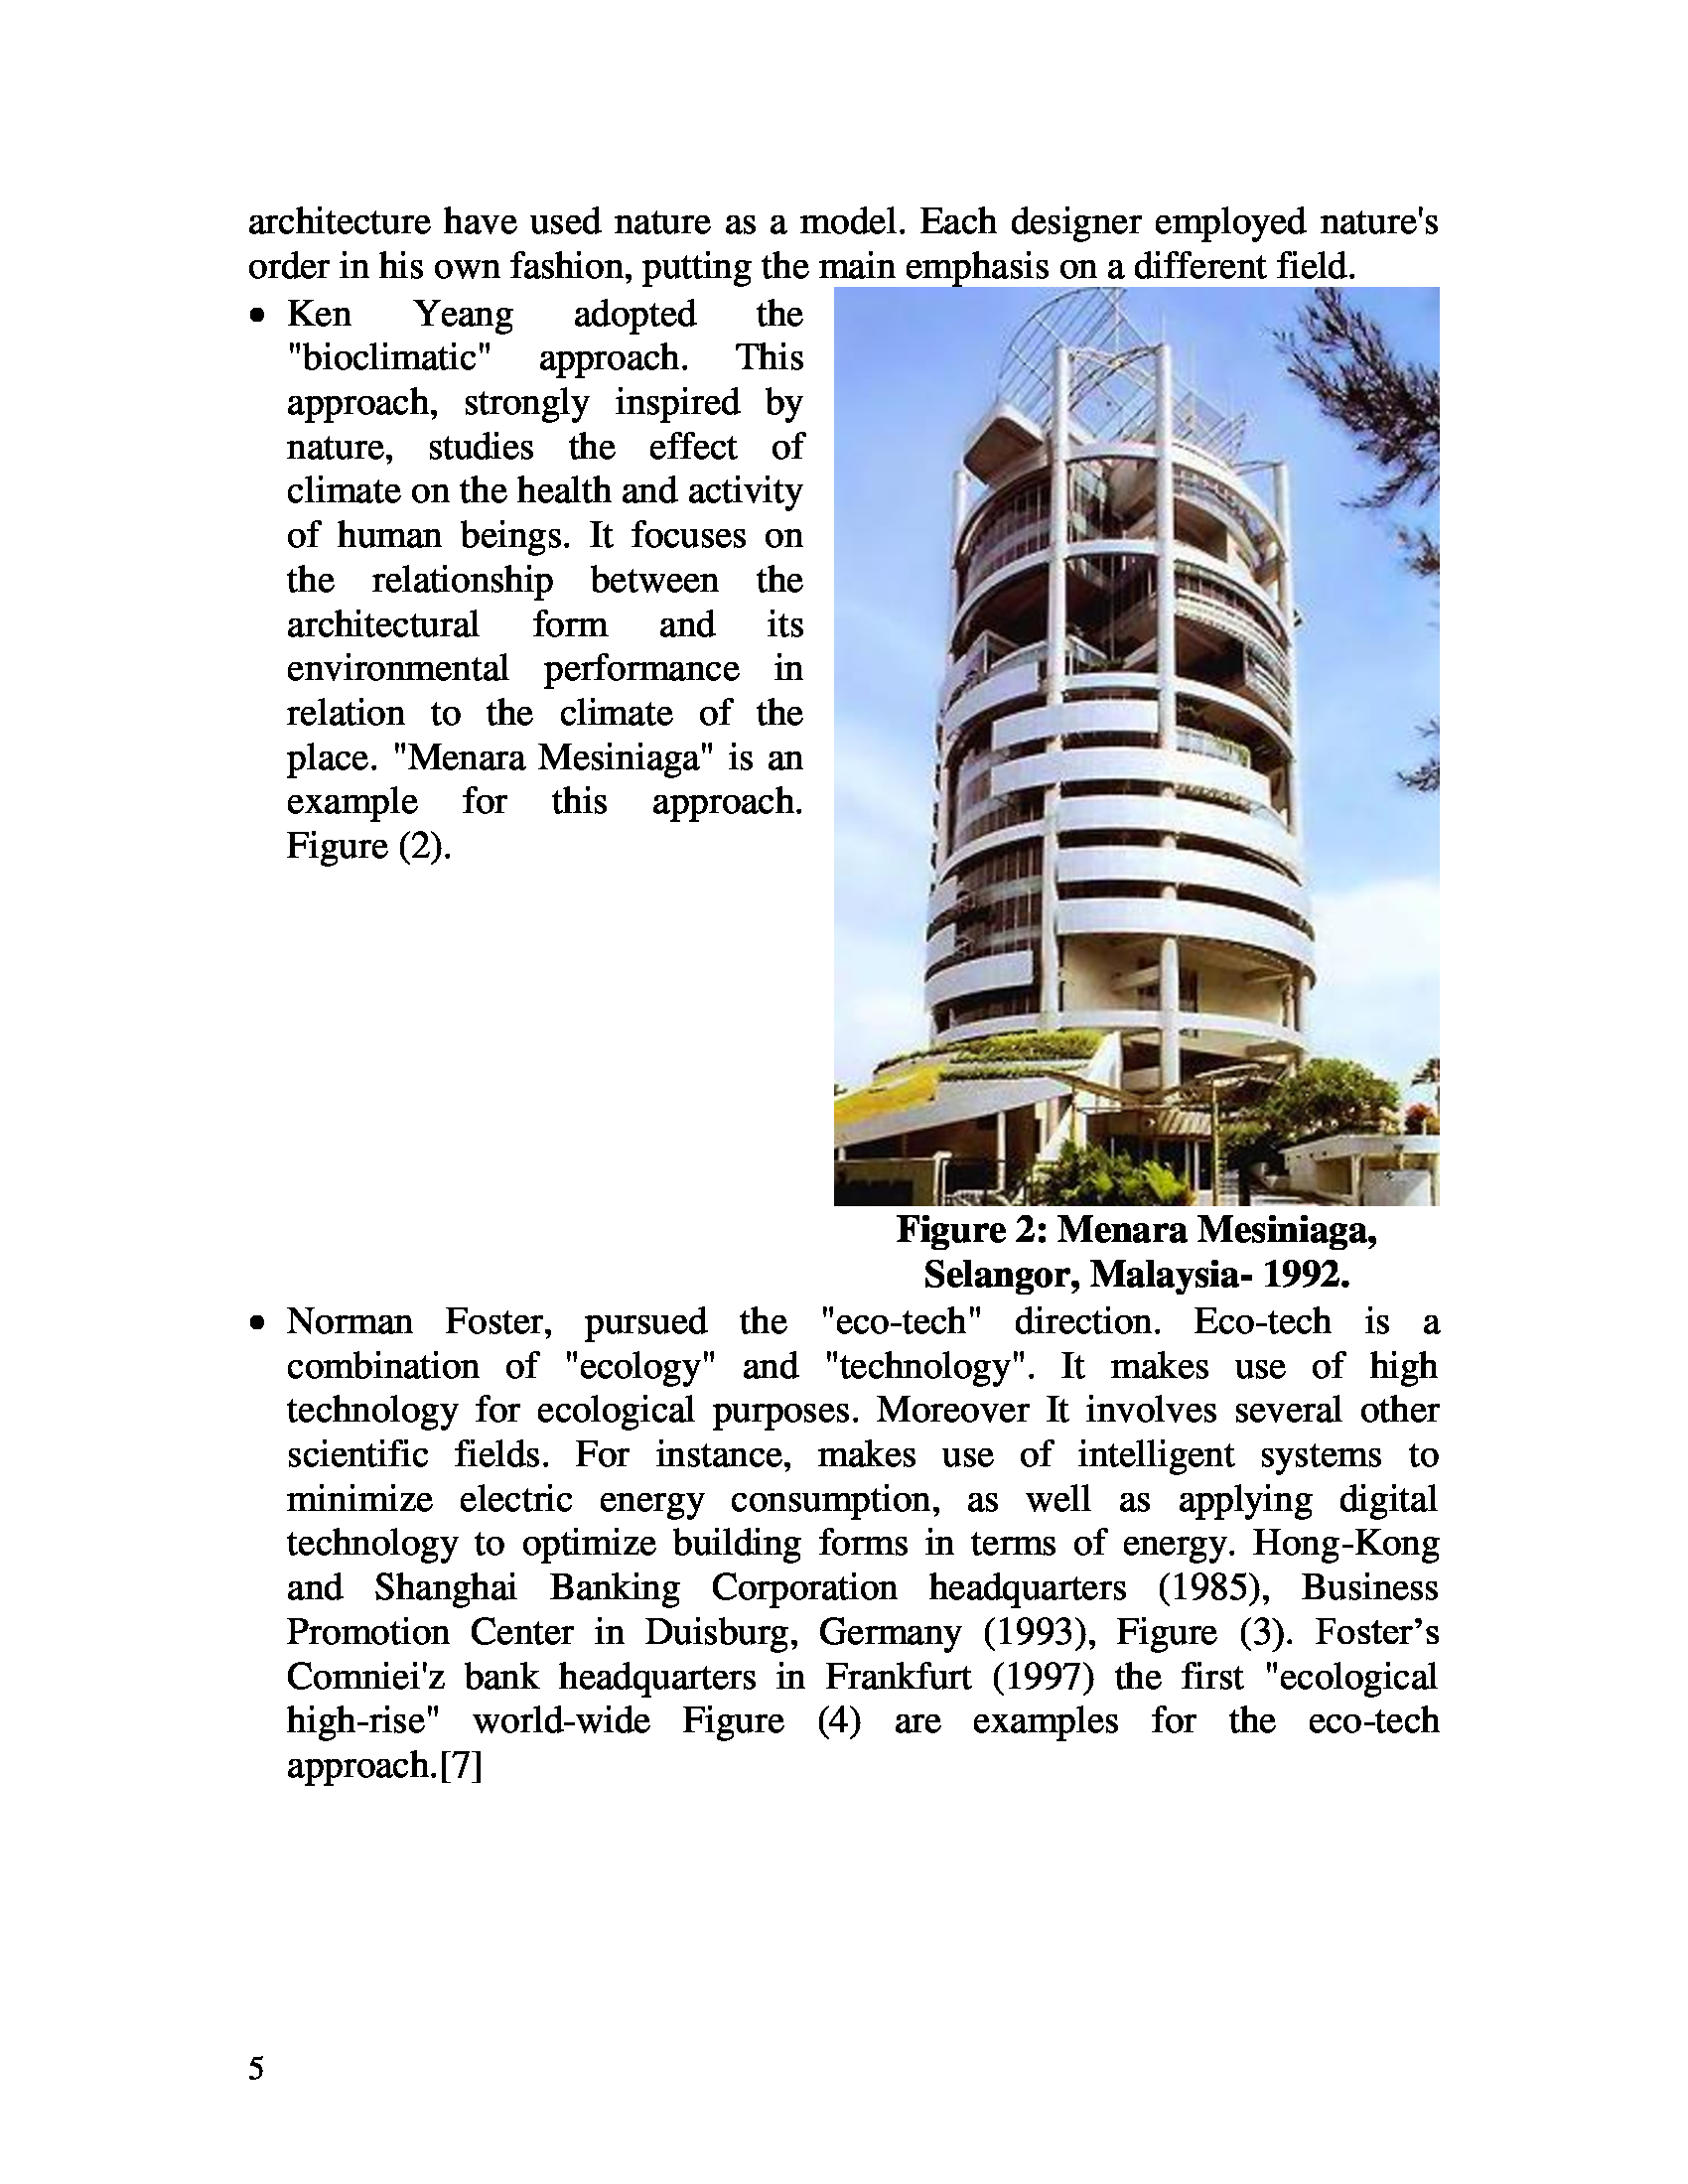 architecture have used nature as a model. Each designer employed nature's
order in his own fashion, putting the main emphasis on a different field.
• Ken Yeang adopted the
"bioclimatic" approach. This
approach, strongly inspired by
nature, studies the effect of
climate on the health and activity
of human beings. It focuses on
the relationship between the
architectural form and its
environmental performance in
relation to the climate of the
place. "Menara Mesiniaga" is an
example for this approach.
Figure (2).
Figure 2: Menara Mesiniaga,
Selangor, Malaysia- 1992.
• Norman Foster, pursued the "eco-tech" direction. Eco-tech is a
combination of "ecology" and "technology". It makes use of high
technology for ecological purposes. Moreover It involves several other
scientific fields. For instance, makes use of intelligent systems to
minimize electric energy consumption, as well as applying digital
technology to optimize building forms in terms of energy. Hong-Kong
and Shanghai Banking Corporation headquarters (1985), Business
Promotion Center in Duisburg, Germany (1993), Figure (3). Foster’s
Comniei'z bank headquarters in Frankfurt (1997) the first "ecological
high-rise" world-wide Figure (4) are examples for the eco-tech
approach.[7]
5